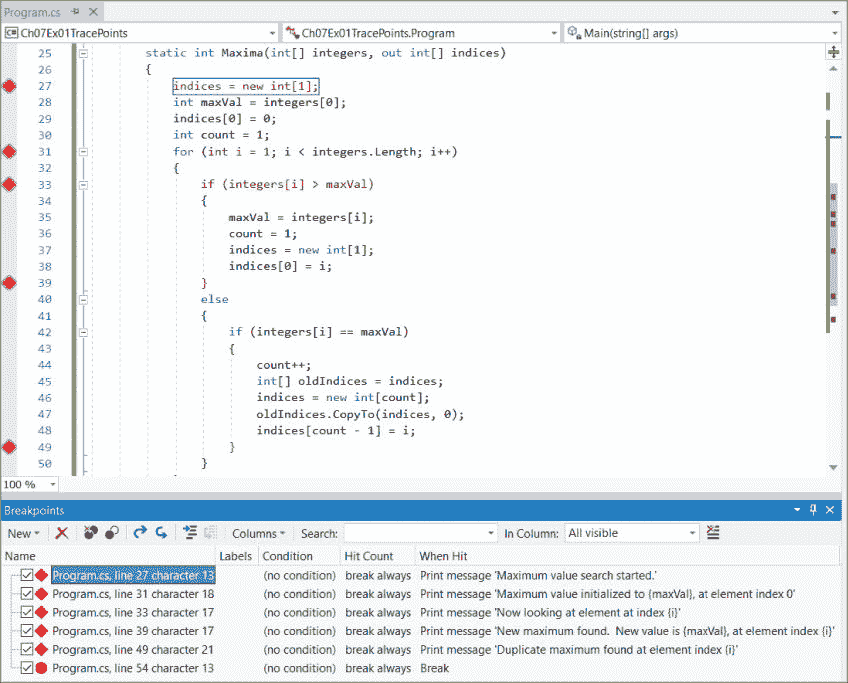 Program.cs
Ch07Ex01TracePoints Ch07Ex01TracePoints.Program Main(string[] args)
25 static int Maxima(int[] integers, out int[] indices)
26 {
27 indices = new int[1];
28 int maxVal = integers[0];
29 indices[0] = 0;
30 int count = 1;
31 for (int i = 1; i < integers.Length; i++)
32 {
33 if (integers[i] > maxVal)
34 {
35 maxVal = integers[i];
36 count = 1;
37 indices = new int[1];
38 indices[0] = i;
39 }
40 else
41 {
42 if (integers[i] == maxVal)
43 {
44 count++;
45 int[] oldIndices = indices;
46 indices = new int[count];
47 oldIndices.CopyTo(indices, 0);
48 indices[count - 1] = i;
49 }
50 }
100 %
Breakpoints
New Columns Search: In Column: All visible
Name Labels Condition Hit Count When Hit
Program.cs, line 27 character 13 (no condition) break always Print message 'Maximum value search started.'
Program.cs, line 31 character 18 (no condition) break always Print message 'Maximum value initialized to {maxVal}, at element index 0'
Program.cs, line 33 character 17 (no condition) break always Print message 'Now looking at element at index {i}'
Program.cs, line 39 character 17 (no condition) break always Print message 'New maximum found.  New value is {maxVal}, at element index {i}'
Program.cs, line 49 character 21 (no condition) break always Print message 'Duplicate maximum found at element index {i}'
Program.cs, line 54 character 13 (no condition) break always Break